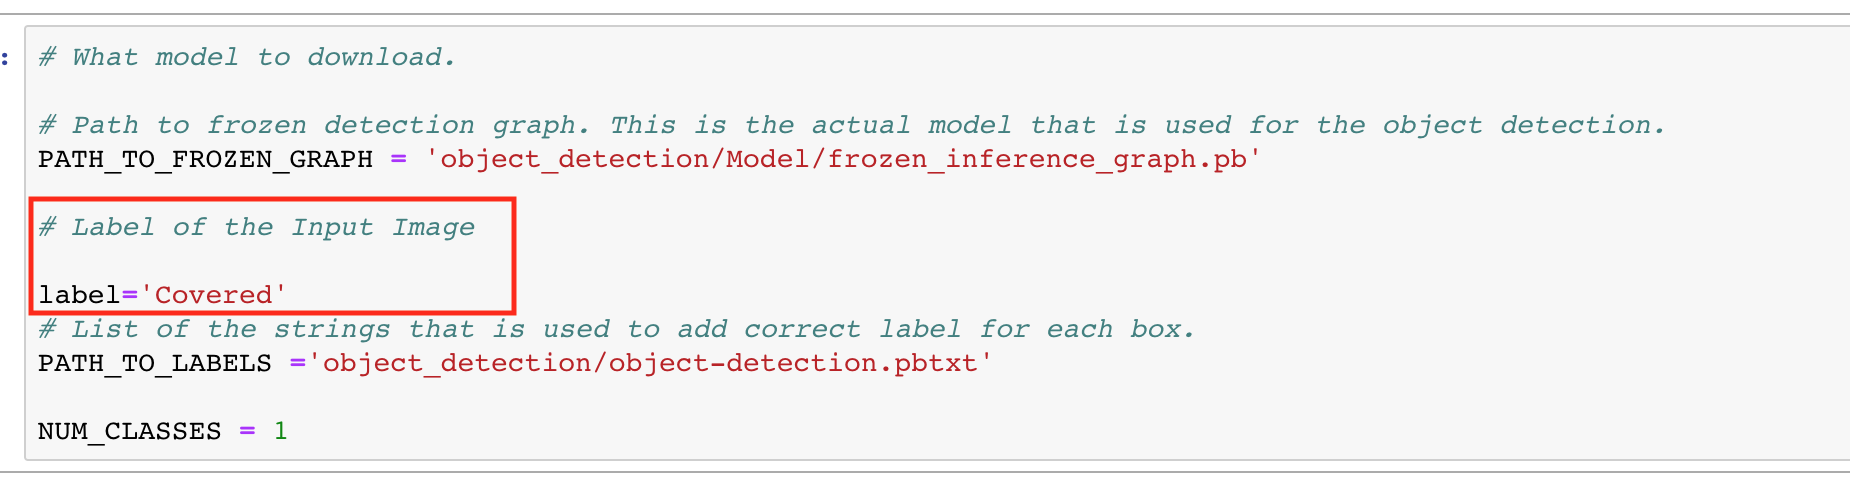 :
# What model to download.
# Path to frozen detection graph. This is the actual model that is used for the object detection.
PATH_TO_FROZEN_GRAPH = 'object_detection/Model/frozen_inference_graph.pb'
# Label of the Input Image
label='Covered'
# List of the strings that is used to add correct label for each box.
PATH_TO_LABELS ='object_detection/object-detection.pbtxt'
NUM_CLASSES = 1